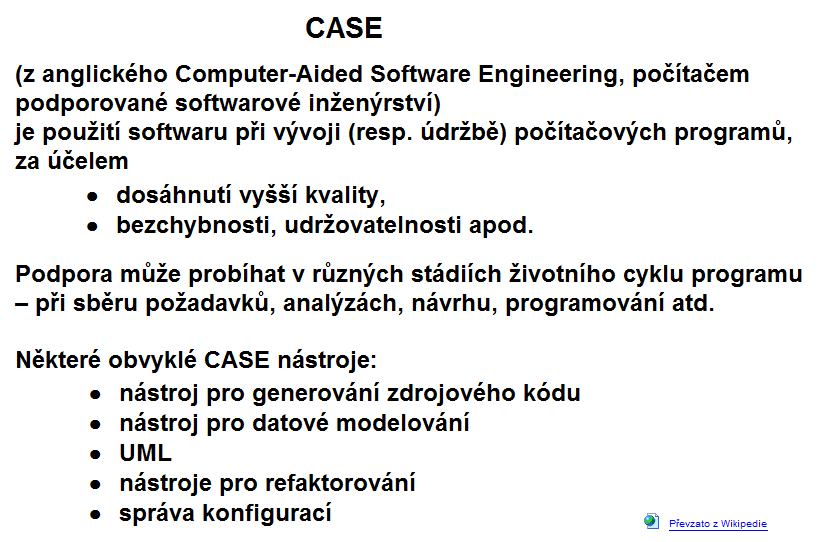 CASE
(z anglického Computer-Aided Software Engineering, počítačem
podporované softwarové inženýrství)
je použití softwaru při vývoji (resp. údržbě) počítačových programů,
za účelem
● dosáhnutí vyšší kvality,
● bezchybnosti, udržovatelnosti apod.
Podpora může probíhat v různých stádiích životního cyklu programu
– při sběru požadavků, analýzách, návrhu, programování atd.
Některé obvyklé CASE nástroje:
● nástroj pro generování zdrojového kódu
● nástroj pro datové modelování
● UML
● nástroje pro refaktorování
● správa konfigurací
Převzato z Wikipedie